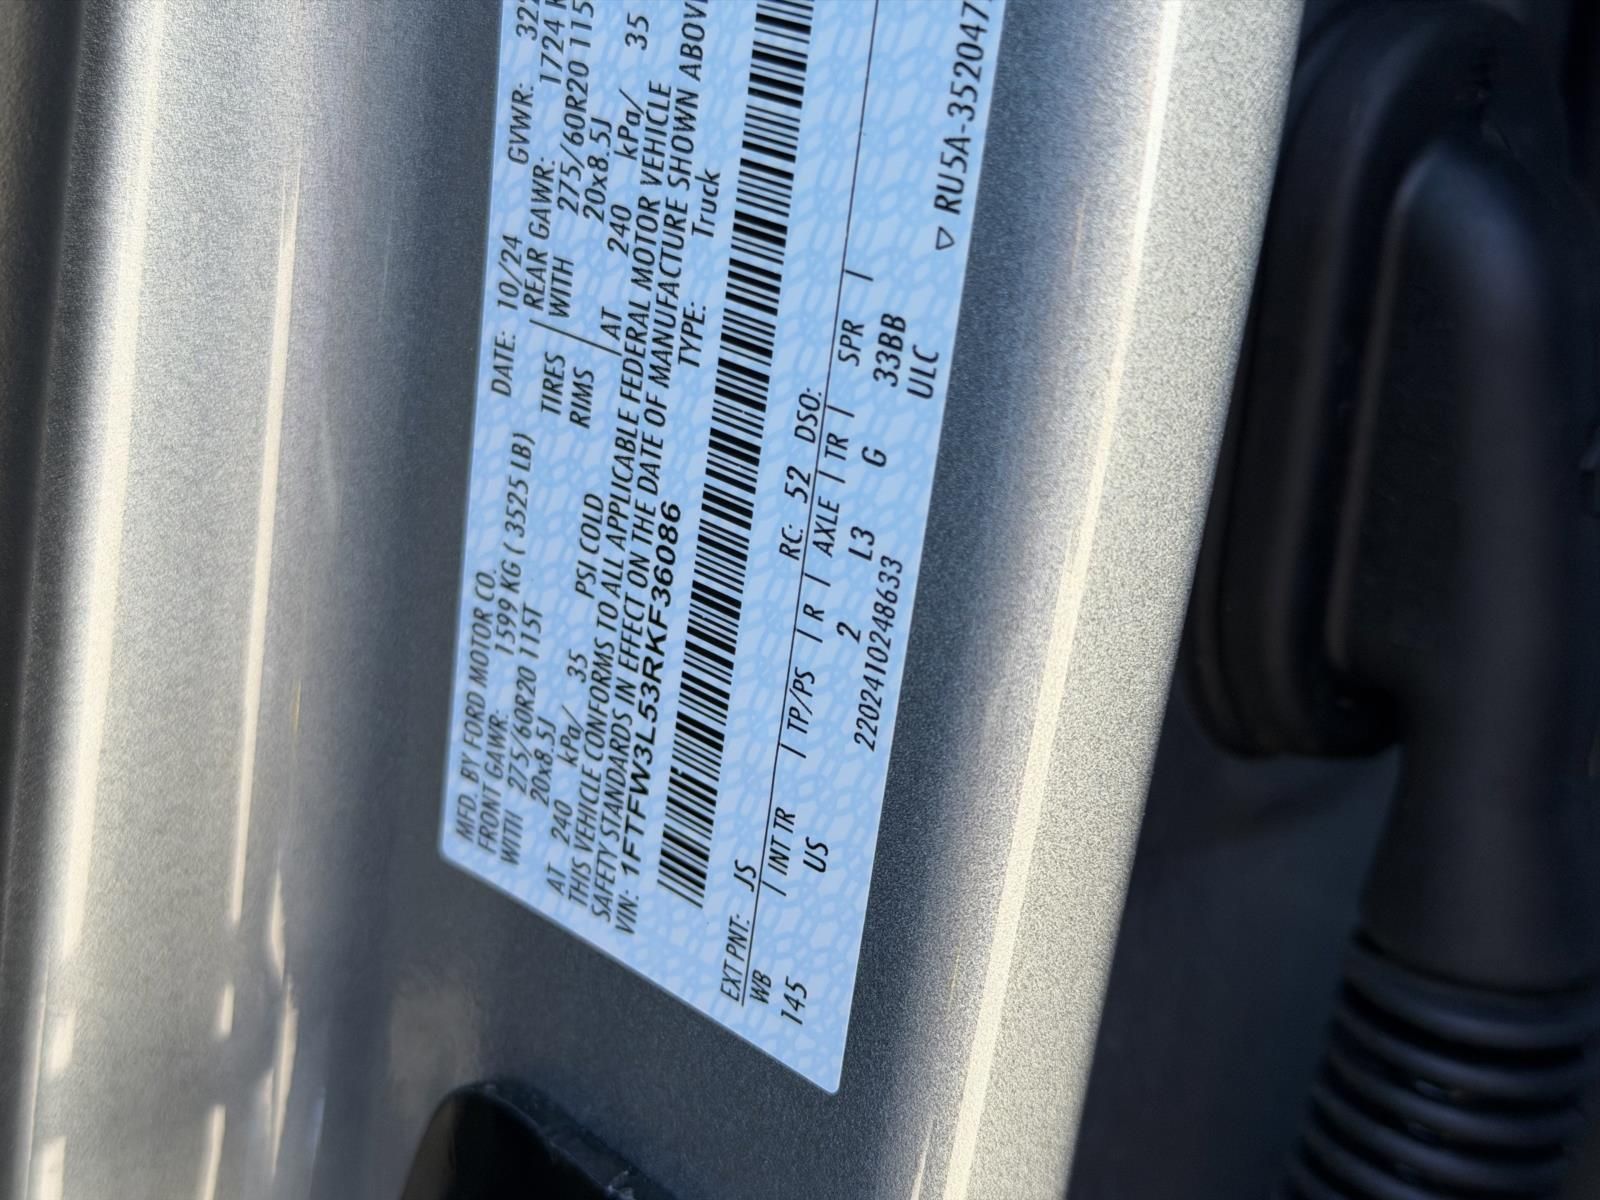 MFD. BY FORD MOTOR CO. DATE: 10/24 GVWR:
FRONT GAWR: 1599 KG ( 3525 LB) REAR GAWR: 1724
WITH 275/60R20 115T TIRES WITH 275/60R20 115
20x8.5J RIMS 20x8.5J
AT 240 kPa/ 35 PSI COLD AT 240 kPa/ 35
THIS VEHICLE CONFORMS TO ALL APPLICABLE FEDERAL MOTOR VEHICLE
SAFETY STANDARDS IN EFFECT ON THE DATE OF MANUFACTURE SHOWN
VIN: 1FTFW3L53RKF36086 TYPE: Truck
EXT PNT: JS RC: 52 DSO:
WB | INT TR | TP/PS | R | AXLE | TR | SPR |
145 US 2 L3 G 33BB
2202410248633 ULC
▽ RU5A-3520472